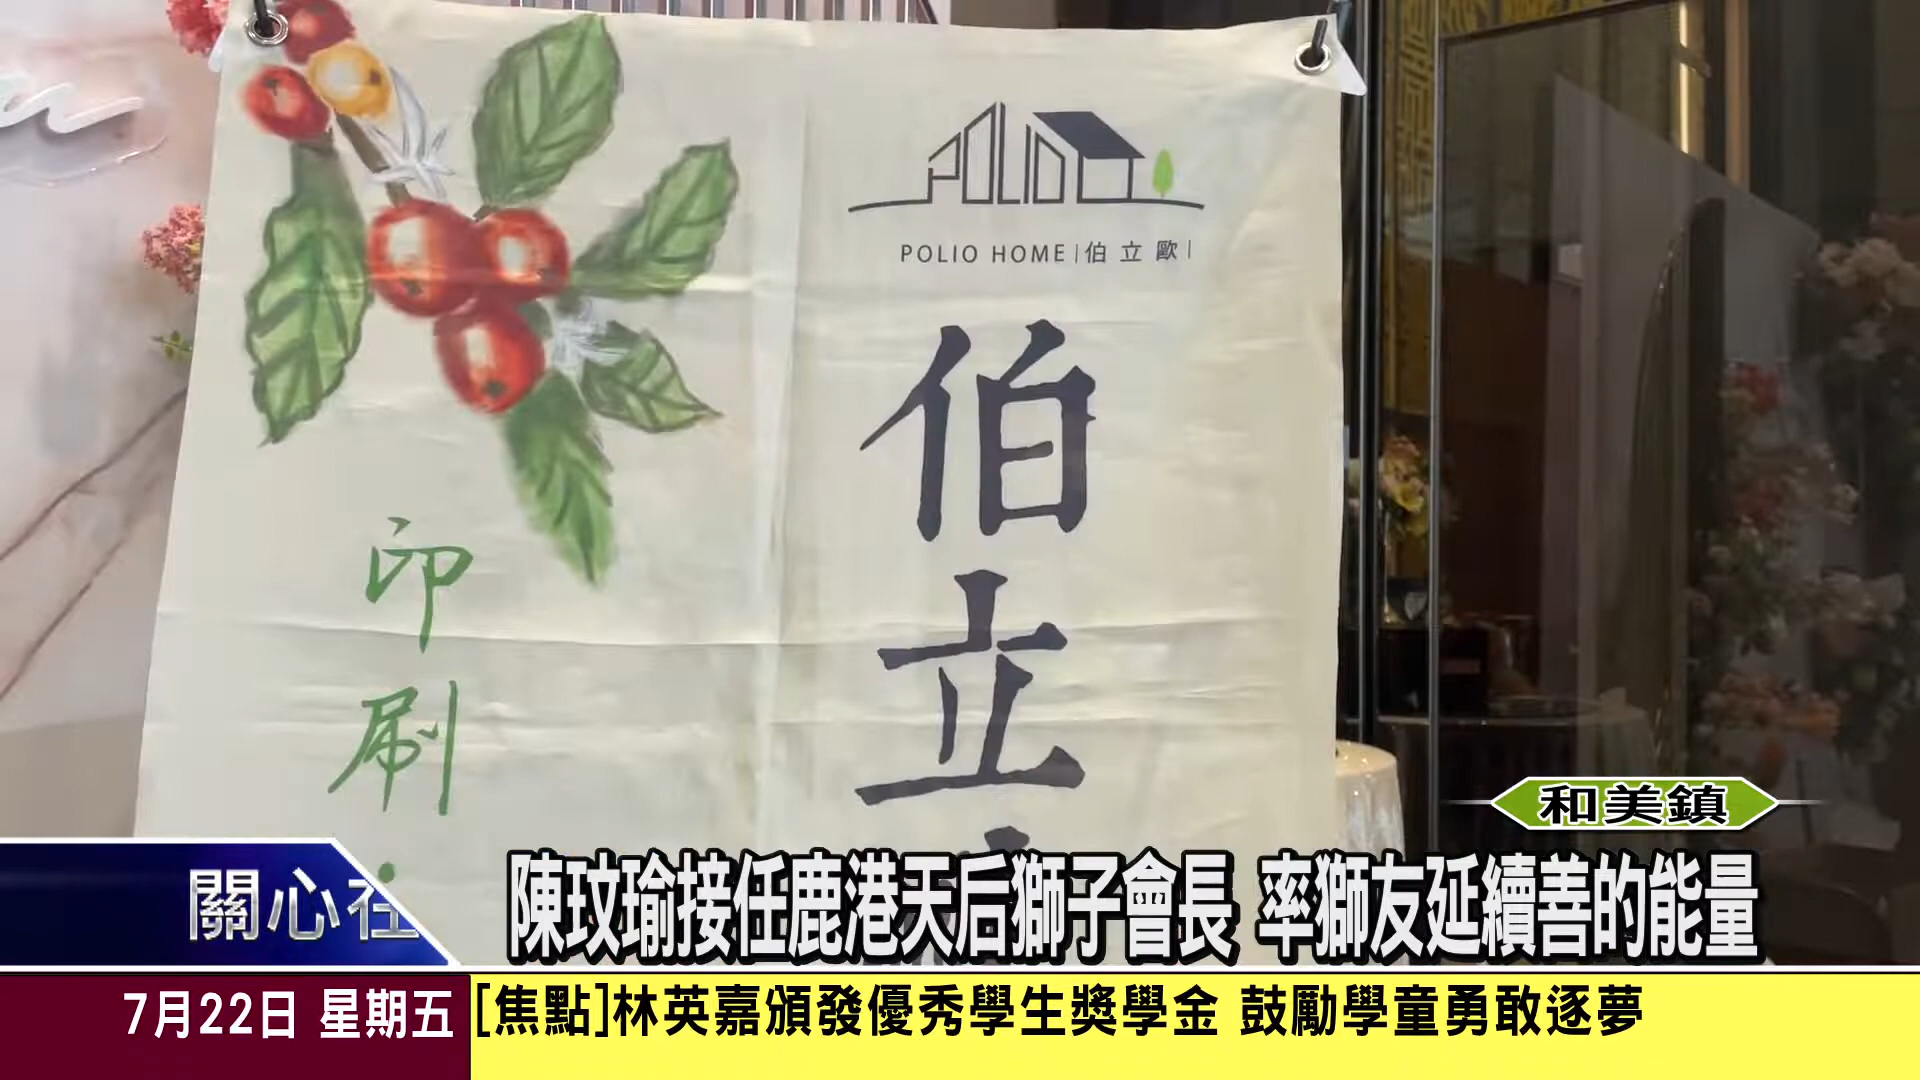 POLIO
POLIO HOME|伯立歐|
伯立
印刷
和美鎮
關心社
陳玟瑜接任鹿港天后獅子會長 率獅友延續善的能量
7月22日 星期五
[焦點]林英嘉頒發優秀學生獎學金 鼓勵學童勇敢逐夢